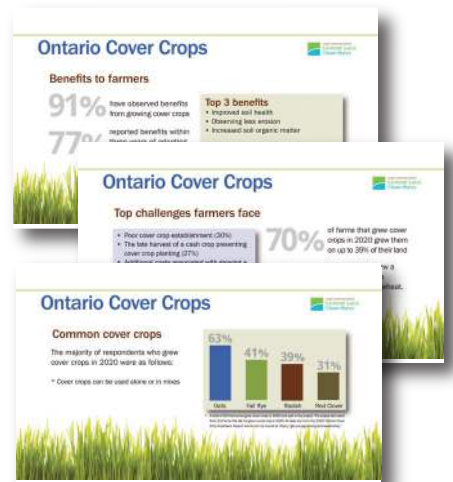 Ontario Cover Crops
Benefits to farmers
91% have observed benefits
from growing cover crops
77% reported benefits within
Top 3 benefits
• Improved soil health
• Observing less erosion
• Increased soil organic matter
Ontario Cover Crops
Top challenges farmers face
• Poor cover crop establishment (30%)
• The late harvest of a cash crop preventing
cover crop planting (27%)
70% of farms that grew cover
crops in 2020 grew them
on up to 39% of their land
Ontario Cover Crops
Common cover crops
The majority of respondents who grew
cover crops in 2020 were as follows:
* Cover crops can be used alone or in mixes
63%
41%
39%
31%
Oats
Fall Rye
Radish
Red Clover